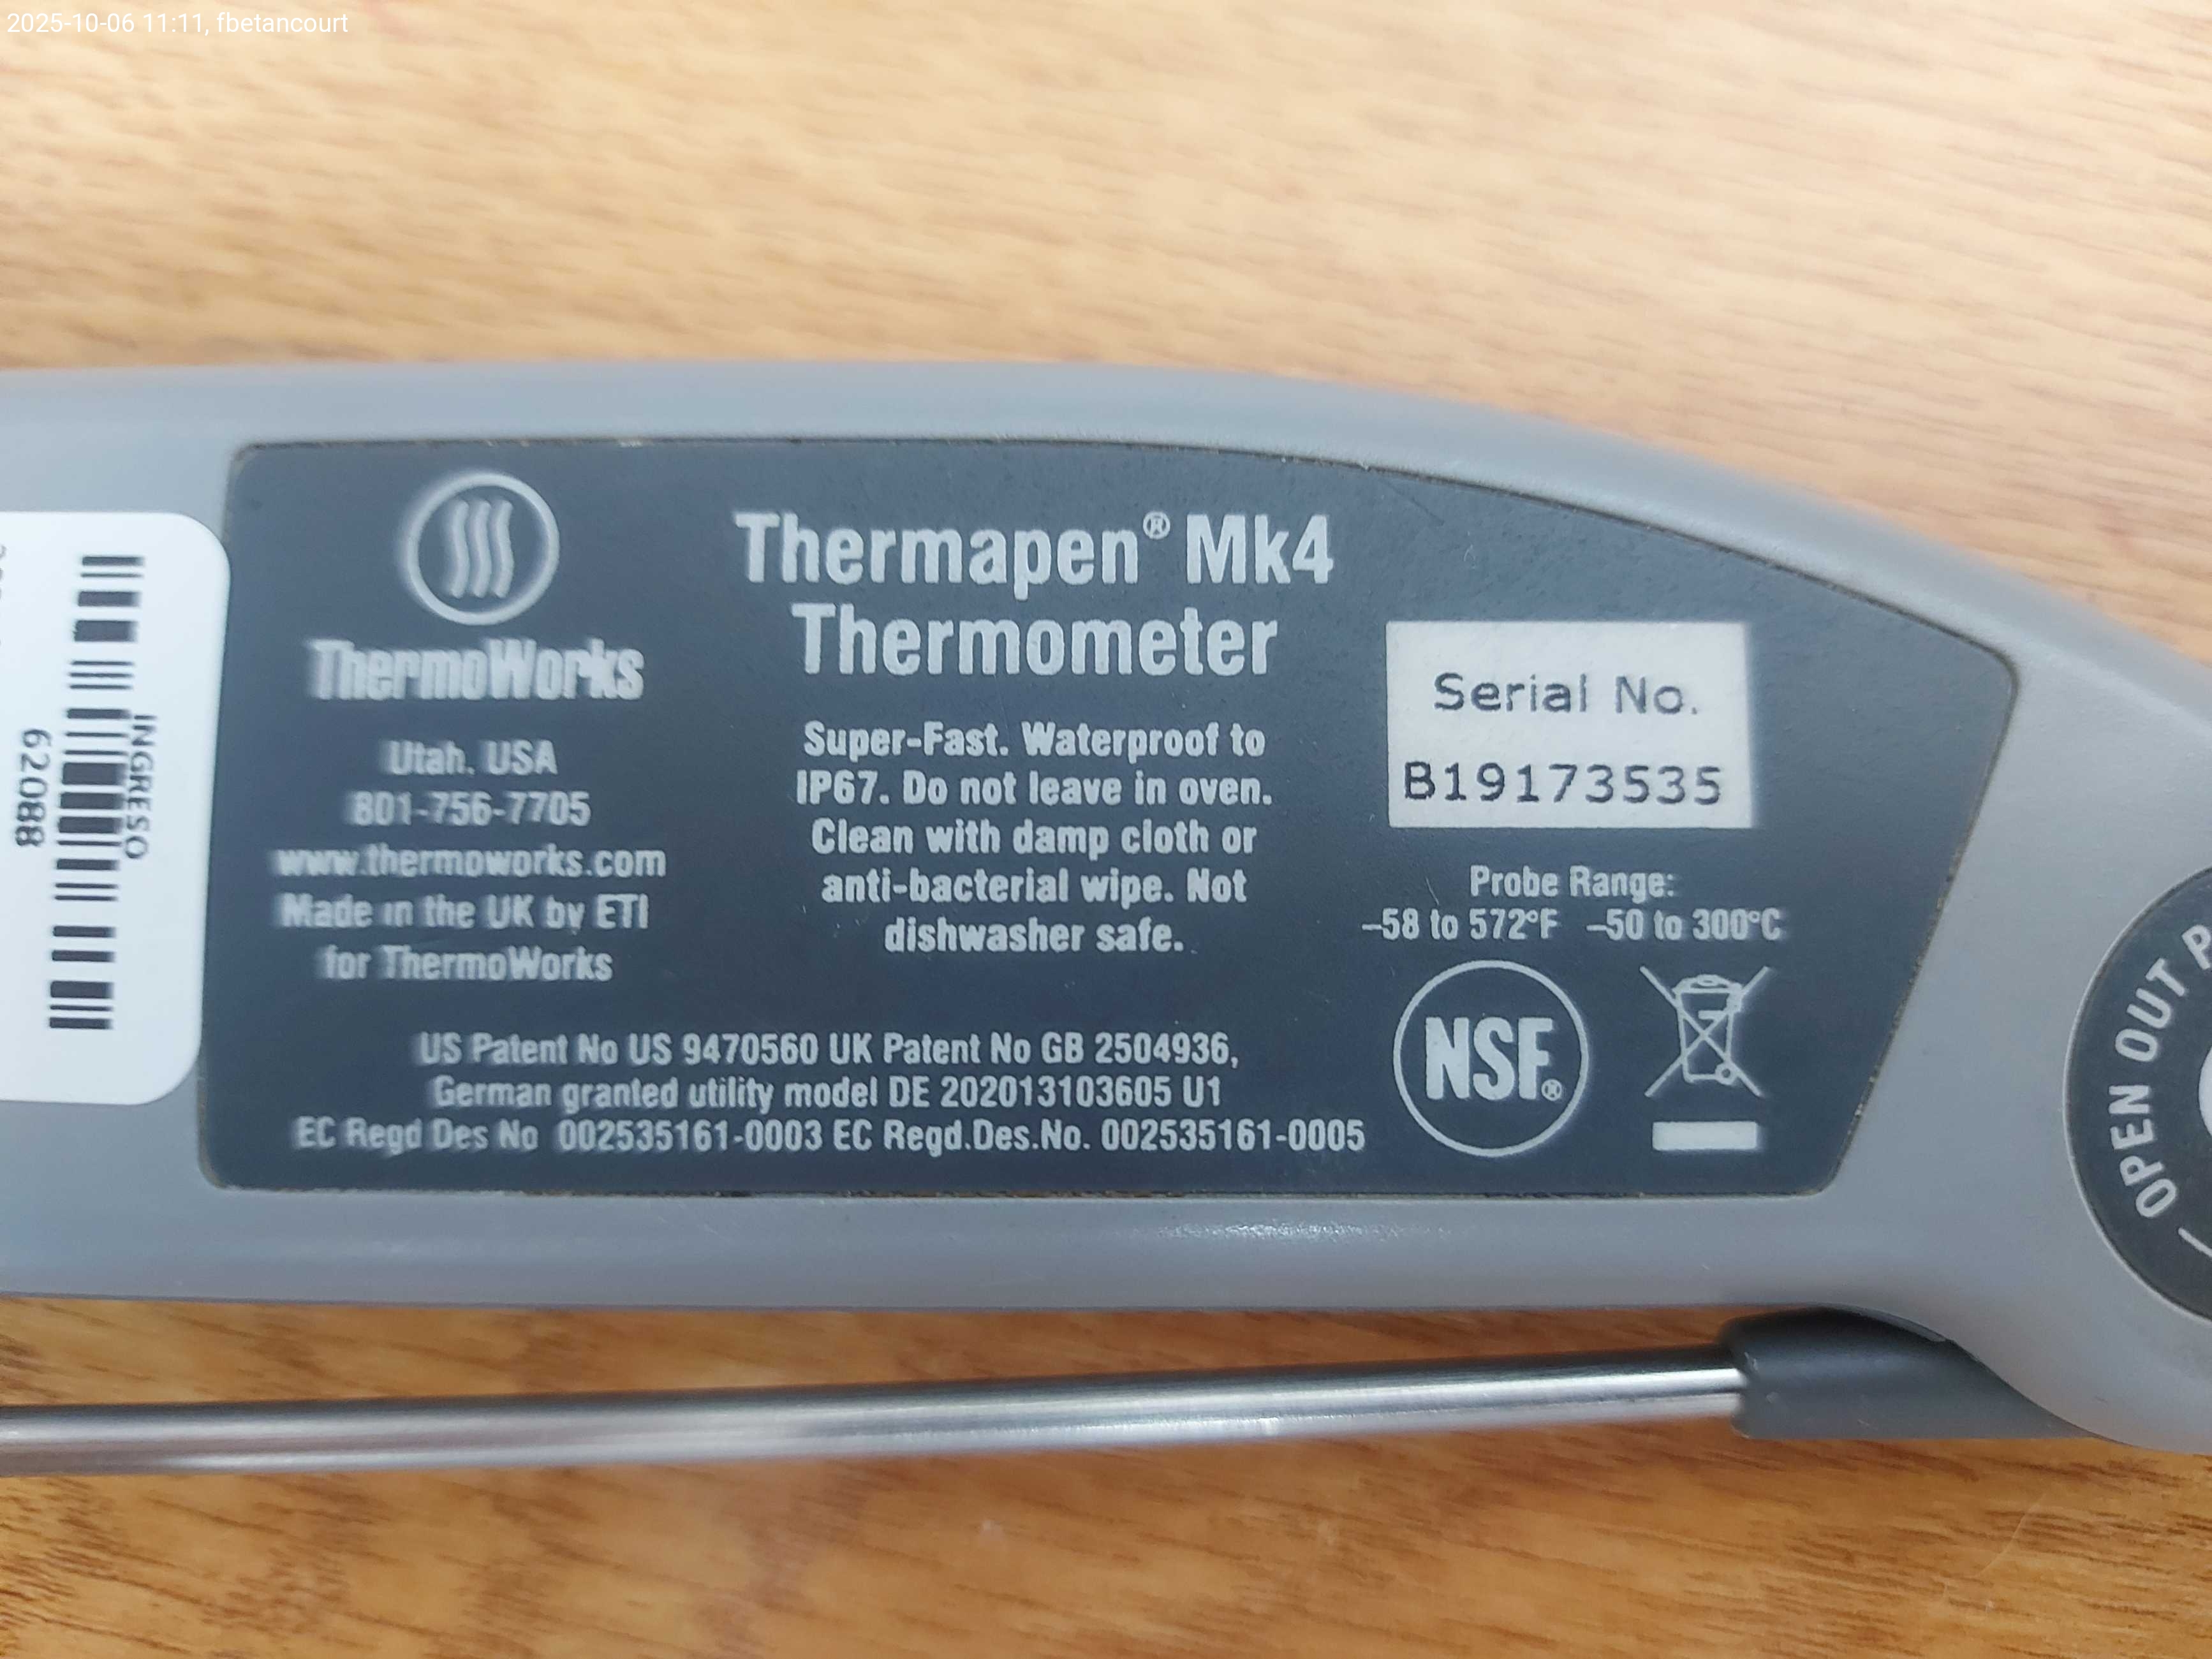 2025-10-06 11:11, fbetancourt
INGRESO
62088
ThermoWorks
Utah, USA
801-756-7705
www.thermoworks.com
Made in the UK by ETI
for ThermoWorks
Thermapen® Mk4
Thermometer
Super-Fast. Waterproof to
IP67. Do not leave in oven.
Clean with damp cloth or
anti-bacterial wipe. Not
dishwasher safe.
Serial No.
B19173535
Probe Range:
–58 to 572°F –50 to 300°C
NSF®
US Patent No US 9470560 UK Patent No GB 2504936,
German granted utility model DE 202013103605 U1
EC Regd Des No 002535161-0003 EC Regd.Des.No. 002535161-0005
OPEN OUT P